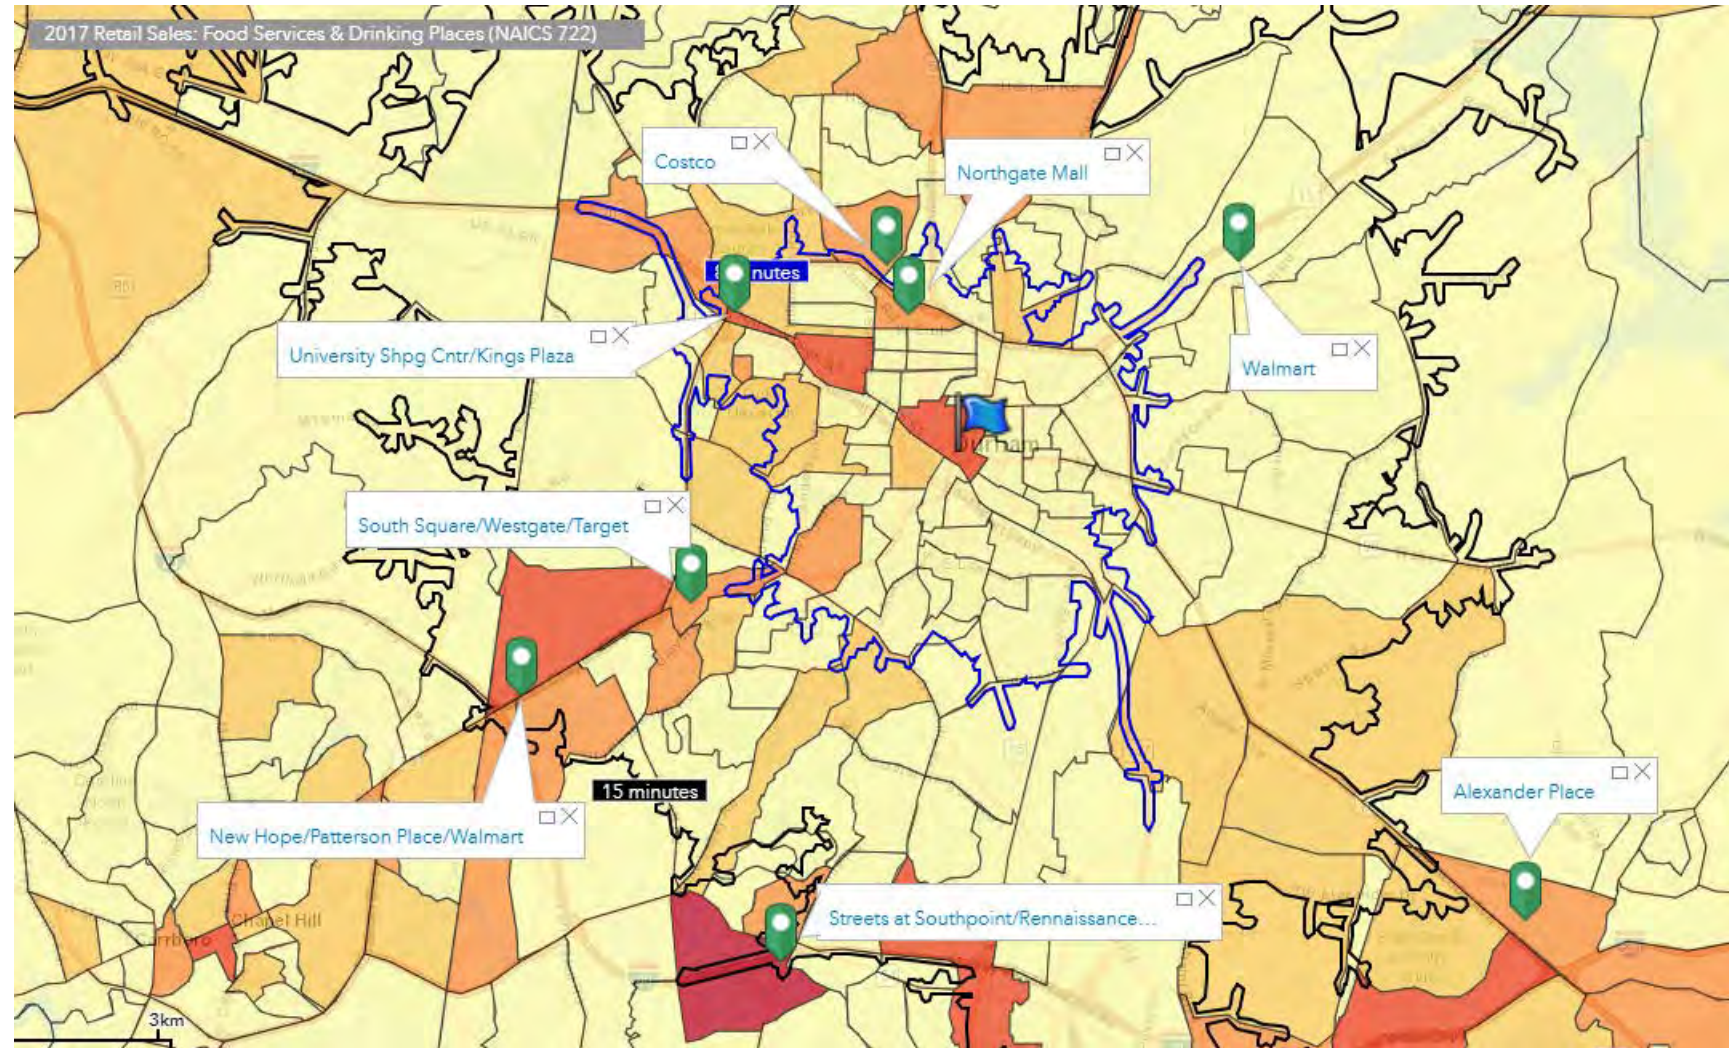 2017 Retail Sales: Food Services & Drinking Places (NAICS 722)
Costco
Northgate Mall
nutes
University Shpg Cntr/Kings Plaza
Walmart
Durham
South Square/Westgate/Target
15 minutes
Alexander Place
New Hope/Patterson Place/Walmart
Chapel Hill
Carrboro
Streets at Southpoint/Rennaissance...
3km